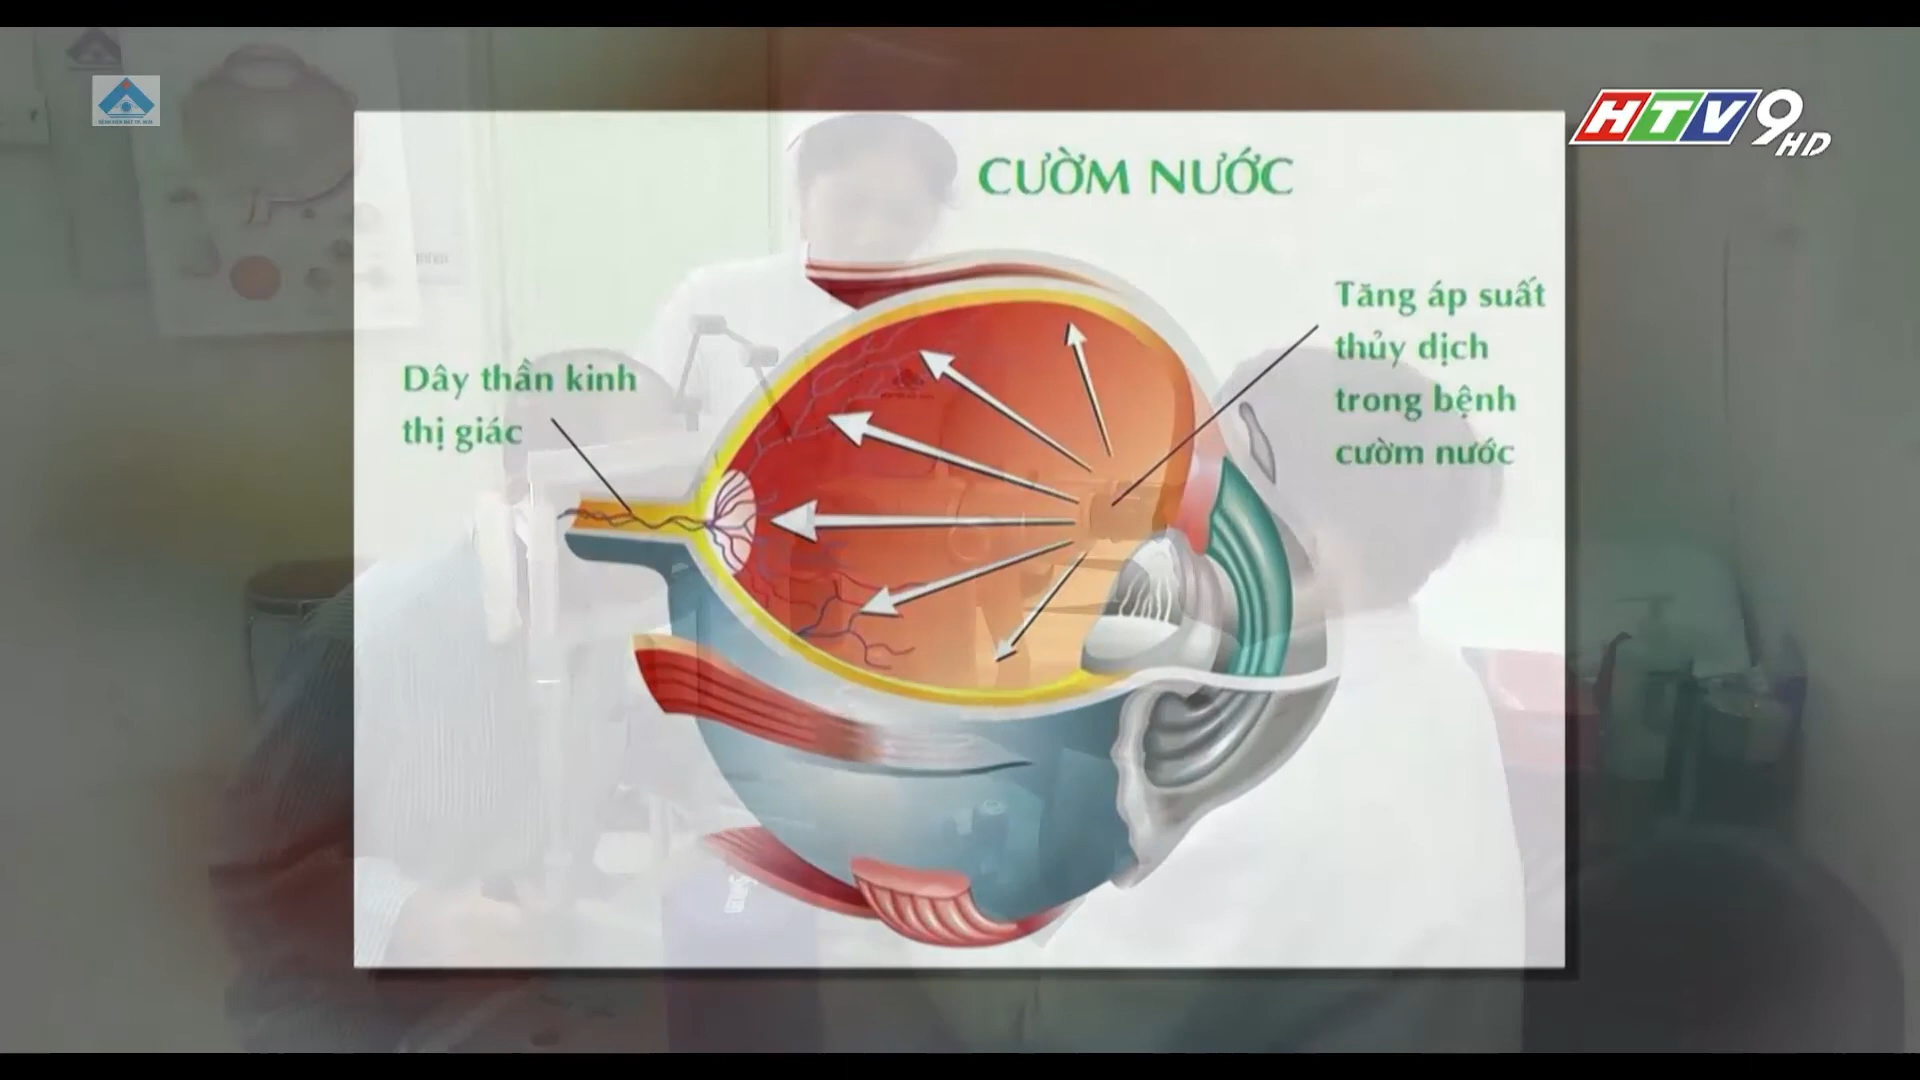 HTV9
HD
CƯỜM NƯỚC
Tăng áp suất
thủy dịch
trong bệnh
cườm nước
Dây thần kinh
thị giác